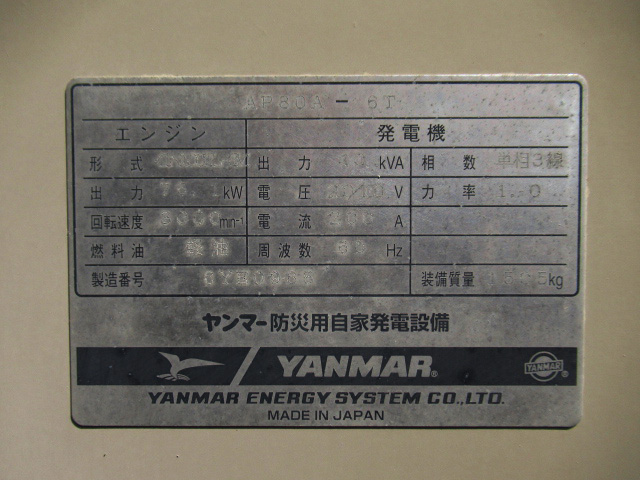 AP80A - 6T
エンジン 発電機
形式 出力 kVA 相数 単相3線
出力 kW 電圧 V 力率 1.0
回転速度 min-1 電流 A
燃料油 軽油 周波数 Hz
製造番号 装備質量 kg
ヤンマー防災用自家発電設備
YANMAR® YANMAR
YANMAR ENERGY SYSTEM CO.,LTD.
MADE IN JAPAN